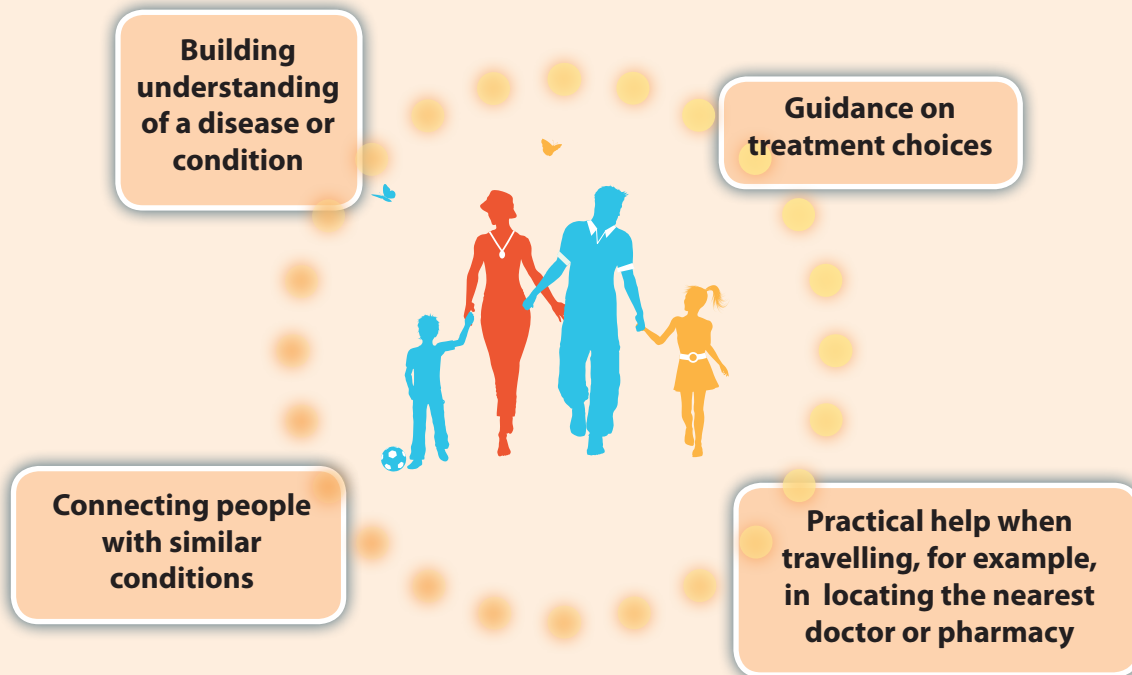 Building
understanding
of a disease or
condition
Guidance on
treatment choices
Connecting people
with similar
conditions
Practical help when
travelling, for example,
in locating the nearest
doctor or pharmacy